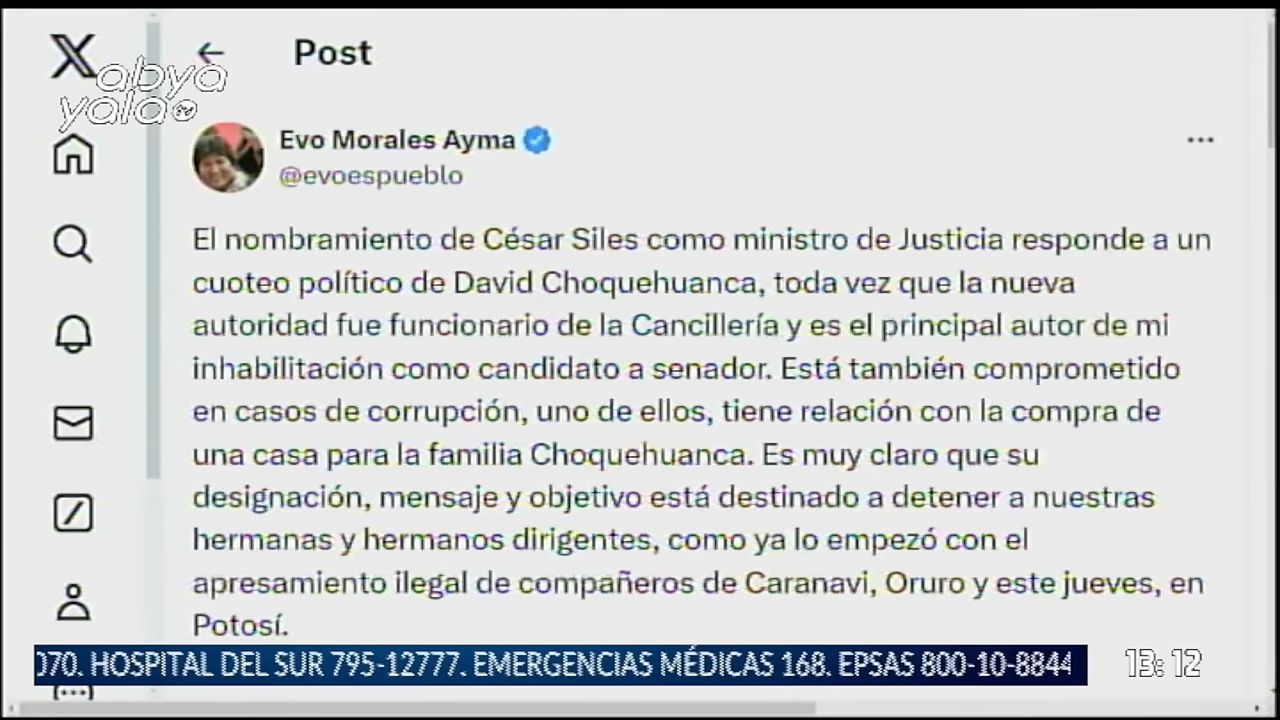 Post
abya
yala
Evo Morales Ayma
@evoespueblo
El nombramiento de César Siles como ministro de Justicia responde a un
cuoteo político de David Choquehuanca, toda vez que la nueva
autoridad fue funcionario de la Cancillería y es el principal autor de mi
inhabilitación como candidato a senador. Está también comprometido
en casos de corrupción, uno de ellos, tiene relación con la compra de
una casa para la familia Choquehuanca. Es muy claro que su
designación, mensaje y objetivo está destinado a detener a nuestras
hermanas y hermanos dirigentes, como ya lo empezó con el
apresamiento ilegal de compañeros de Caranavi, Oruro y este jueves, en
Potosí.
070. HOSPITAL DEL SUR 795-12777. EMERGENCIAS MÉDICAS 168. EPSAS 800-10-8844
13:12